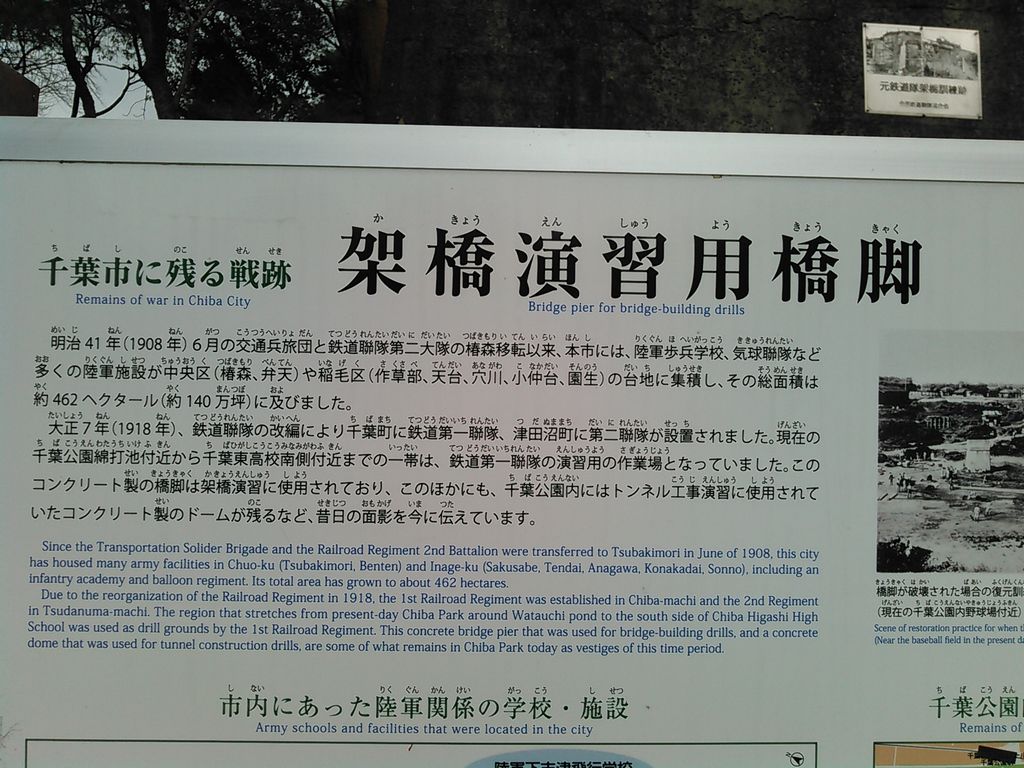 元鉄道隊架橋訓練跡
千葉市に残る戦跡
Remains of war in Chiba City
架橋演習用橋脚
Bridge pier for bridge-building drills
明治41年(1908年)6月の交通兵旅団と鉄道聯隊第二大隊の椿森移転以来、本市には、陸軍歩兵学校、気球聯隊など
多くの陸軍施設が中央区(椿森、弁天)や稲毛区(作草部、天台、穴川、小仲台、園生)の台地に集積し、その総面積は
約462ヘクタール(約140万坪)に及びました。
大正7年(1918年)、鉄道聯隊の改編により千葉町に鉄道第一聯隊、津田沼町に第二聯隊が設置されました。現在の
千葉公園綿打池付近から千葉東高校南側付近までの一帯は、鉄道第一聯隊の演習用の作業場となっていました。この
コンクリート製の橋脚は架橋演習に使用されており、このほかにも、千葉公園内にはトンネル工事演習に使用されて
いたコンクリート製のドームが残るなど、昔日の面影を今に伝えています。
Since the Transportation Solider Brigade and the Railroad Regiment 2nd Battalion were transferred to Tsubakimori in June of 1908, this city
has housed many army facilities in Chuo-ku (Tsubakimori, Benten) and Inage-ku (Sakusabe, Tendai, Anagawa, Konakadai, Sonno), including an
infantry academy and balloon regiment. Its total area has grown to about 462 hectares.
Due to the reorganization of the Railroad Regiment in 1918, the 1st Railroad Regiment was established in Chiba-machi and the 2nd Regiment
in Tsudanuma-machi. The region that stretches from present-day Chiba Park around Watauchi pond to the south side of Chiba Higashi High
School was used as drill grounds by the 1st Railroad Regiment. This concrete bridge pier that was used for bridge-building drills, and a concrete
dome that was used for tunnel construction drills, are some of what remains in Chiba Park today as vestiges of this time period.
橋脚が破壊された場合の復元訓
(現在の千葉公園内野球場付近)
Scene of restoration practice for when t
(Near the baseball field in the present da
市内にあった陸軍関係の学校・施設
Army schools and facilities that were located in the city
千葉公園
Remains of
陸軍下志津飛行学校